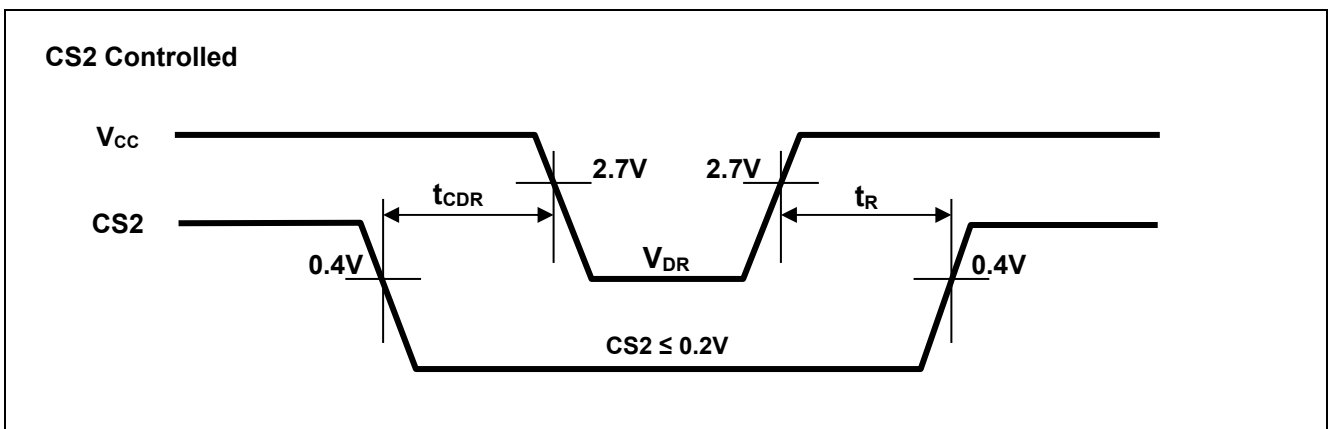 CS2 Controlled
VCC
2.7V 2.7V
tCDR tR
CS2
0.4V VDR 0.4V
CS2 ≤ 0.2V